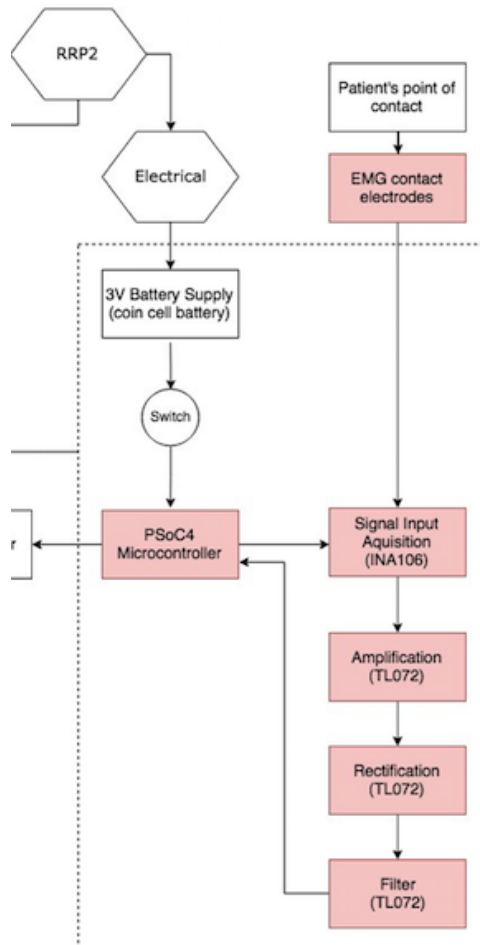 RRP2
Patient's point of
contact
Electrical
EMG contact
electrodes
3V Battery Supply
(coin cell battery)
Switch
r
PSoC4
Microcontroller
Signal Input
Aquisition
(INA106)
Amplification
(TL072)
Rectification
(TL072)
Filter
(TL072)